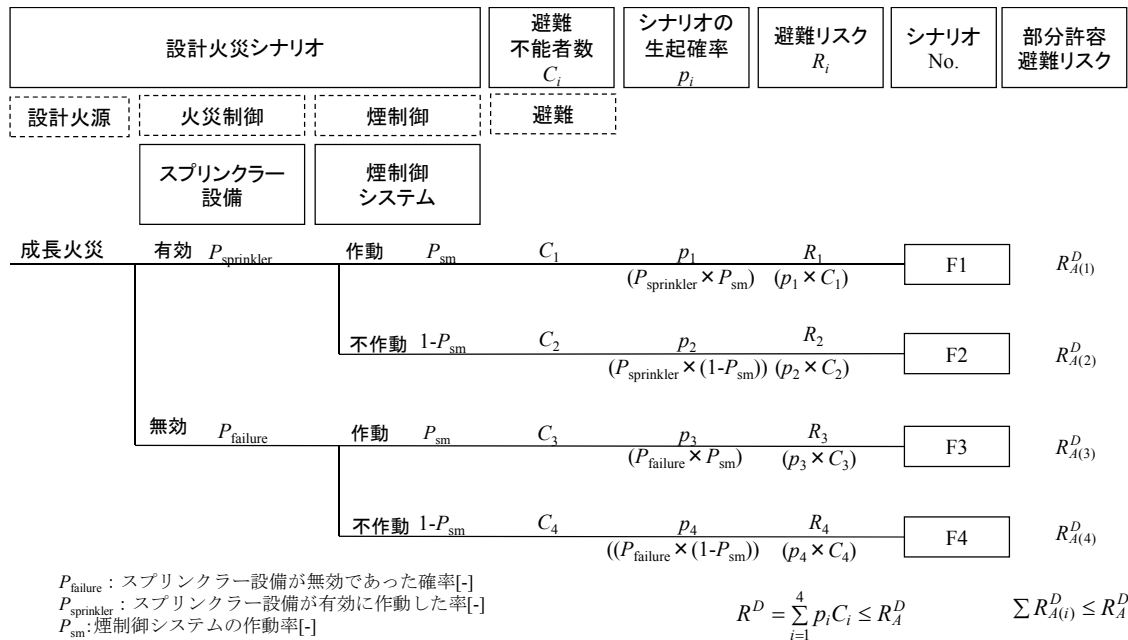 設計火災シナリオ
避難
不能者数
C_i
シナリオの
生起確率
p_i
避難リスク
R_i
シナリオ
No.
部分許容
避難リスク
設計火源
火災制御
煙制御
避難
スプリンクラー
設備
煙制御
システム
成長火災
有効 P_sprinkler
作動 P_sm
C_1
p_1
(P_sprinkler×P_sm)
R_1
(p_1×C_1)
F1
R^D_A(1)
不作動 1-P_sm
C_2
p_2
(P_sprinkler×(1-P_sm))
R_2
(p_2×C_2)
F2
R^D_A(2)
無効 P_failure
作動 P_sm
C_3
p_3
(P_failure×P_sm)
R_3
(p_3×C_3)
F3
R^D_A(3)
不作動 1-P_sm
C_4
p_4
((P_failure×(1-P_sm))
R_4
(p_4×C_4)
F4
R^D_A(4)
P_failure : スプリンクラー設備が無効であった確率[-]
P_sprinkler : スプリンクラー設備が有効に作動した率[-]
P_sm:煙制御システムの作動率[-]
R^D = ∑_{i=1}^{4} p_i C_i ≤ R^D_A
∑ R^D_A(i) ≤ R^D_A